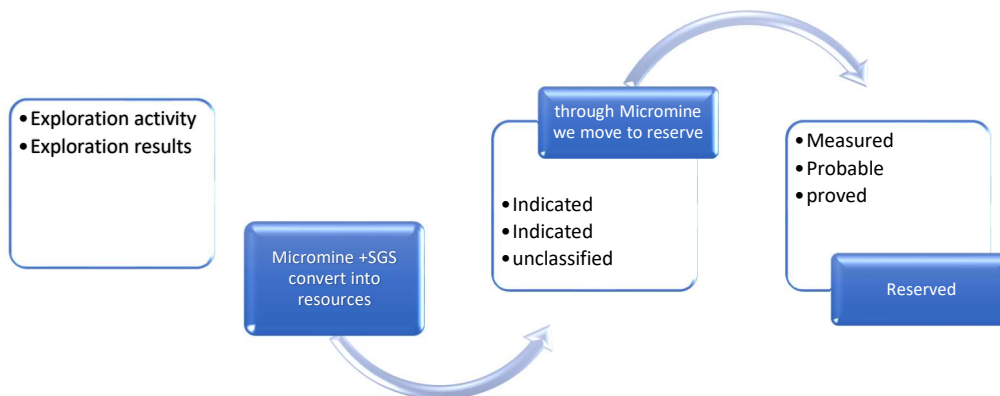 • Exploration activity
• Exploration results
Micromine +SGS
convert into
resources
through Micromine
we move to reserve
• Indicated
• Indicated
• unclassified
• Measured
• Probable
• proved
Reserved